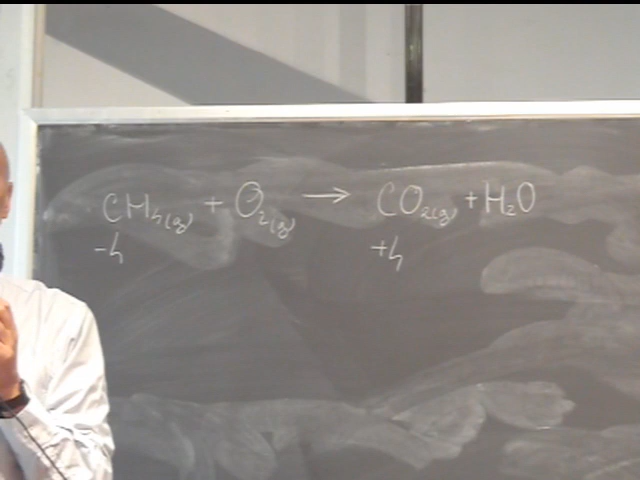 CH₄(g) + O₂(g) → CO₂(g) + H₂O
-4 +4